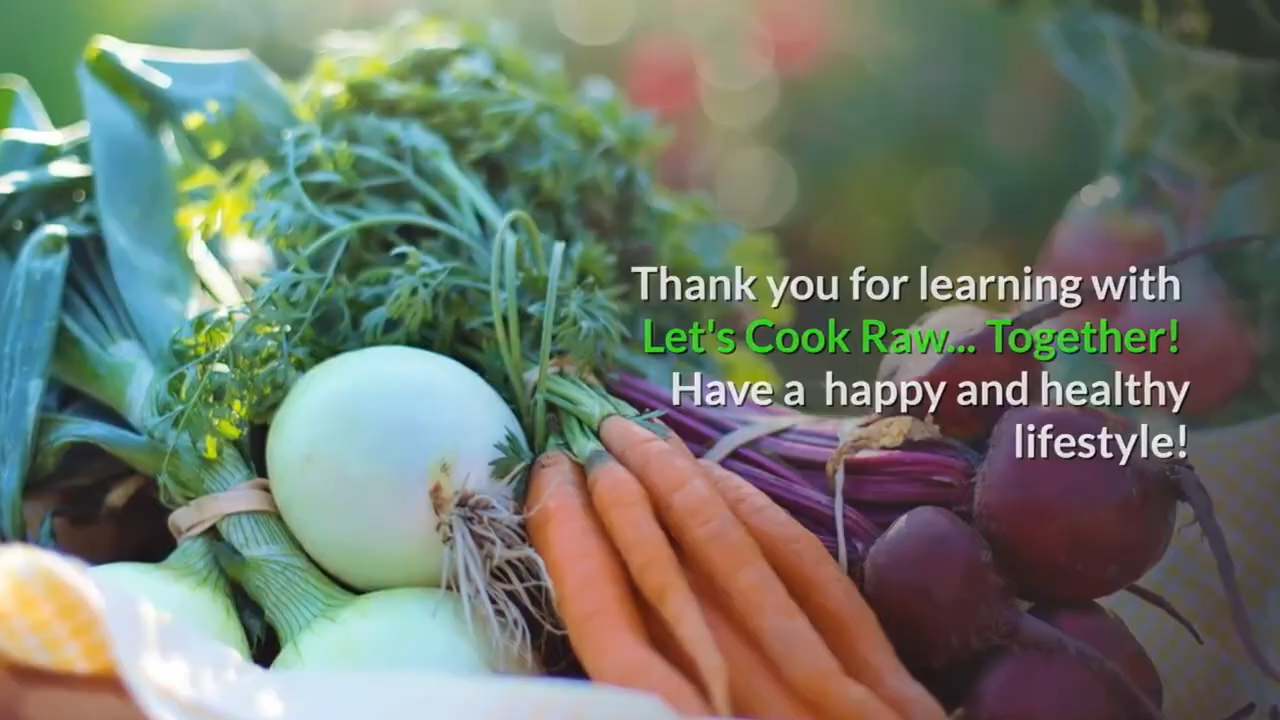 Thank you for learning with
Let's Cook Raw... Together!
Have a happy and healthy
lifestyle!